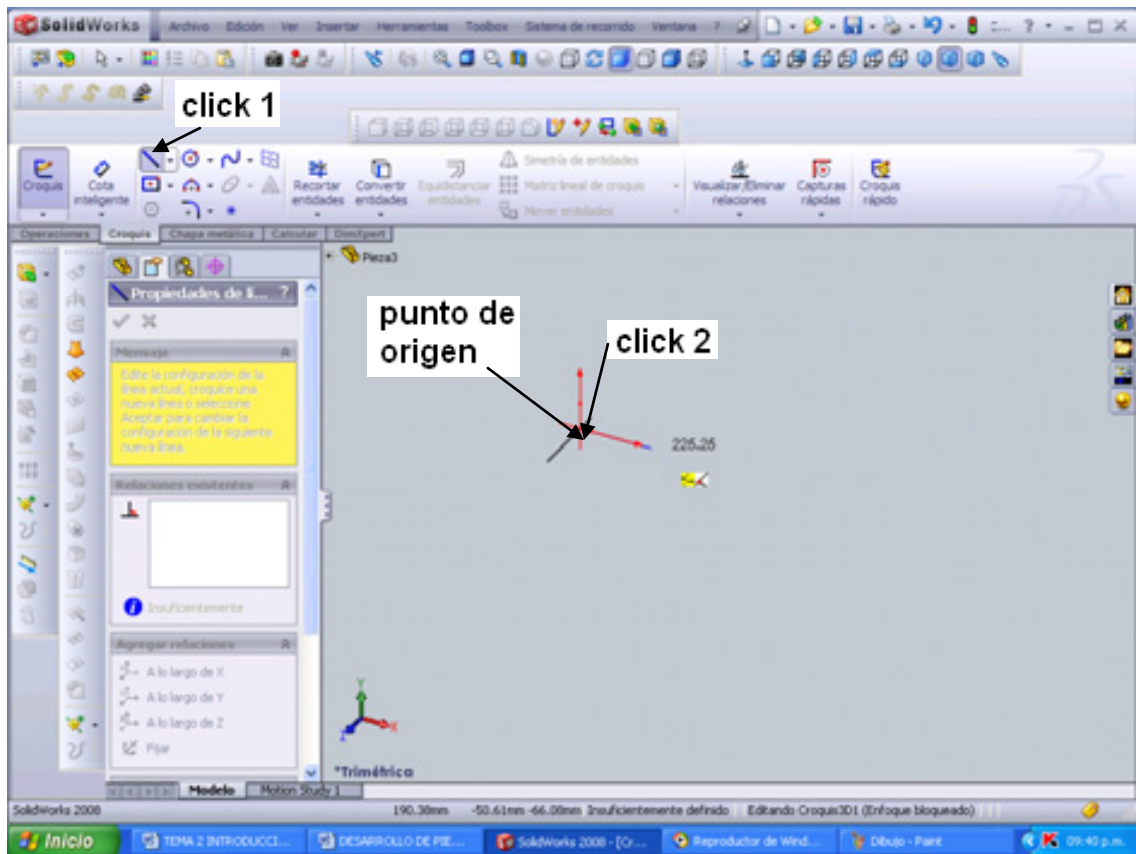 SolidWorks Archivo Edición Ver Insertar Herramientas Toolbox Sistema de recorrido Ventana ?
click 1
Croquis
Cota inteligente
Recortar entidades
Convertir entidades
Equidistanciar entidades
Simetría de entidades
Matriz lineal de croquis
Mover entidades
Visualizar/Eliminar relaciones
Capturas rápidas
Croquis rápido
Operaciones Croquis Chapa metálica Calcular DimXpert
Pieza3
Propiedades de lí... ?
Mensaje
Edite la configuración de la
línea actual, croquice una
nueva línea o seleccione
Aceptar para cambiar la
configuración de la siguiente
nueva línea.
punto de
origen
click 2
225.25
Relaciones existentes
Insuficientemente
Agregar relaciones
A lo largo de X
A lo largo de Y
A lo largo de Z
Fijar
Y
X
Z
*Trimétrica
Modelo Motion Study 1
SolidWorks 2008 190.38mm -50.61mm -66.08mm Insuficientemente definido Editando Croquis3D1 (Enfoque bloqueado)
Inicio TEMA 2 INTRODUCCI... DESARROLLO DE PIE... SolidWorks 2008 - [Cr... Reproductor de Wind... Dibujo - Paint 09:40 p.m.